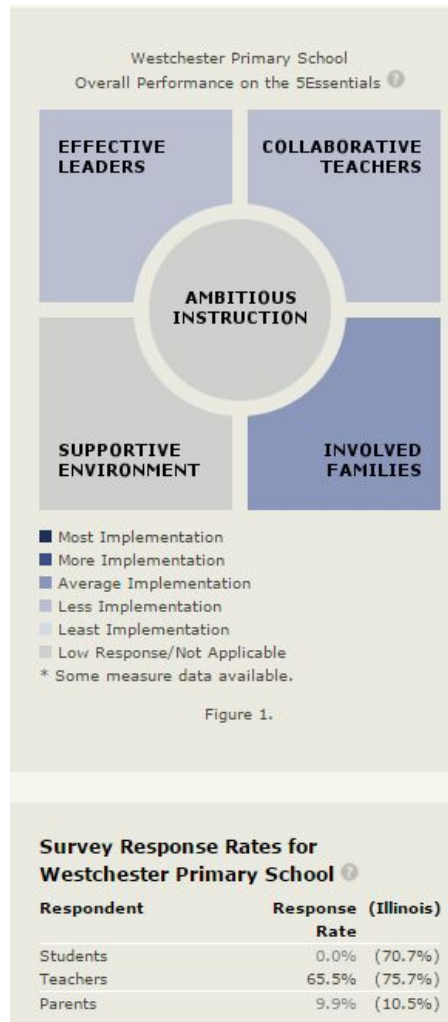 Westchester Primary School
Overall Performance on the 5Essentials ?
EFFECTIVE
LEADERS
COLLABORATIVE
TEACHERS
AMBITIOUS
INSTRUCTION
SUPPORTIVE
ENVIRONMENT
INVOLVED
FAMILIES
Most Implementation
More Implementation
Average Implementation
Less Implementation
Least Implementation
Low Response/Not Applicable
* Some measure data available.
Figure 1.
Survey Response Rates for
Westchester Primary School ?
Respondent Response (Illinois)
Rate
Students 0.0% (70.7%)
Teachers 65.5% (75.7%)
Parents 9.9% (10.5%)